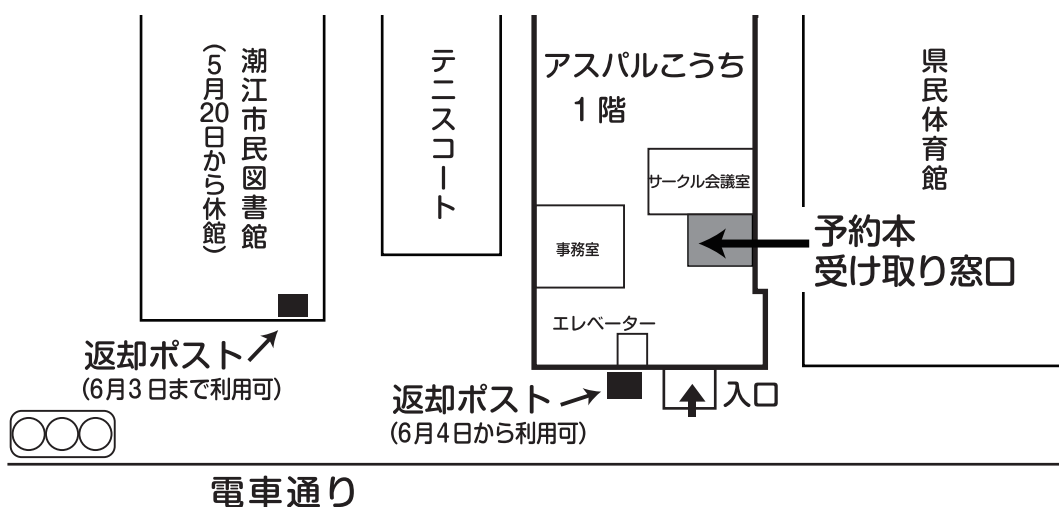 潮江市民図書館
(5月20日から休館)
テニスコート
アスパルこうち
1階
県民体育館
サークル会議室
事務室
予約本
受け取り窓口
エレベーター
返却ポスト
(6月3日まで利用可)
返却ポスト
(6月4日から利用可)
入口
電車通り